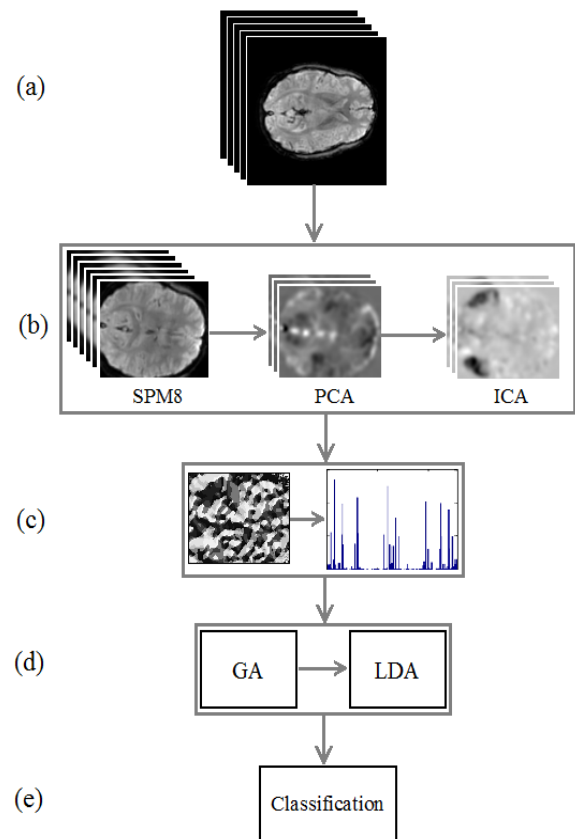 (a)
(b)
SPM8 PCA ICA
(c)
(d)
GA LDA
(e)
Classification